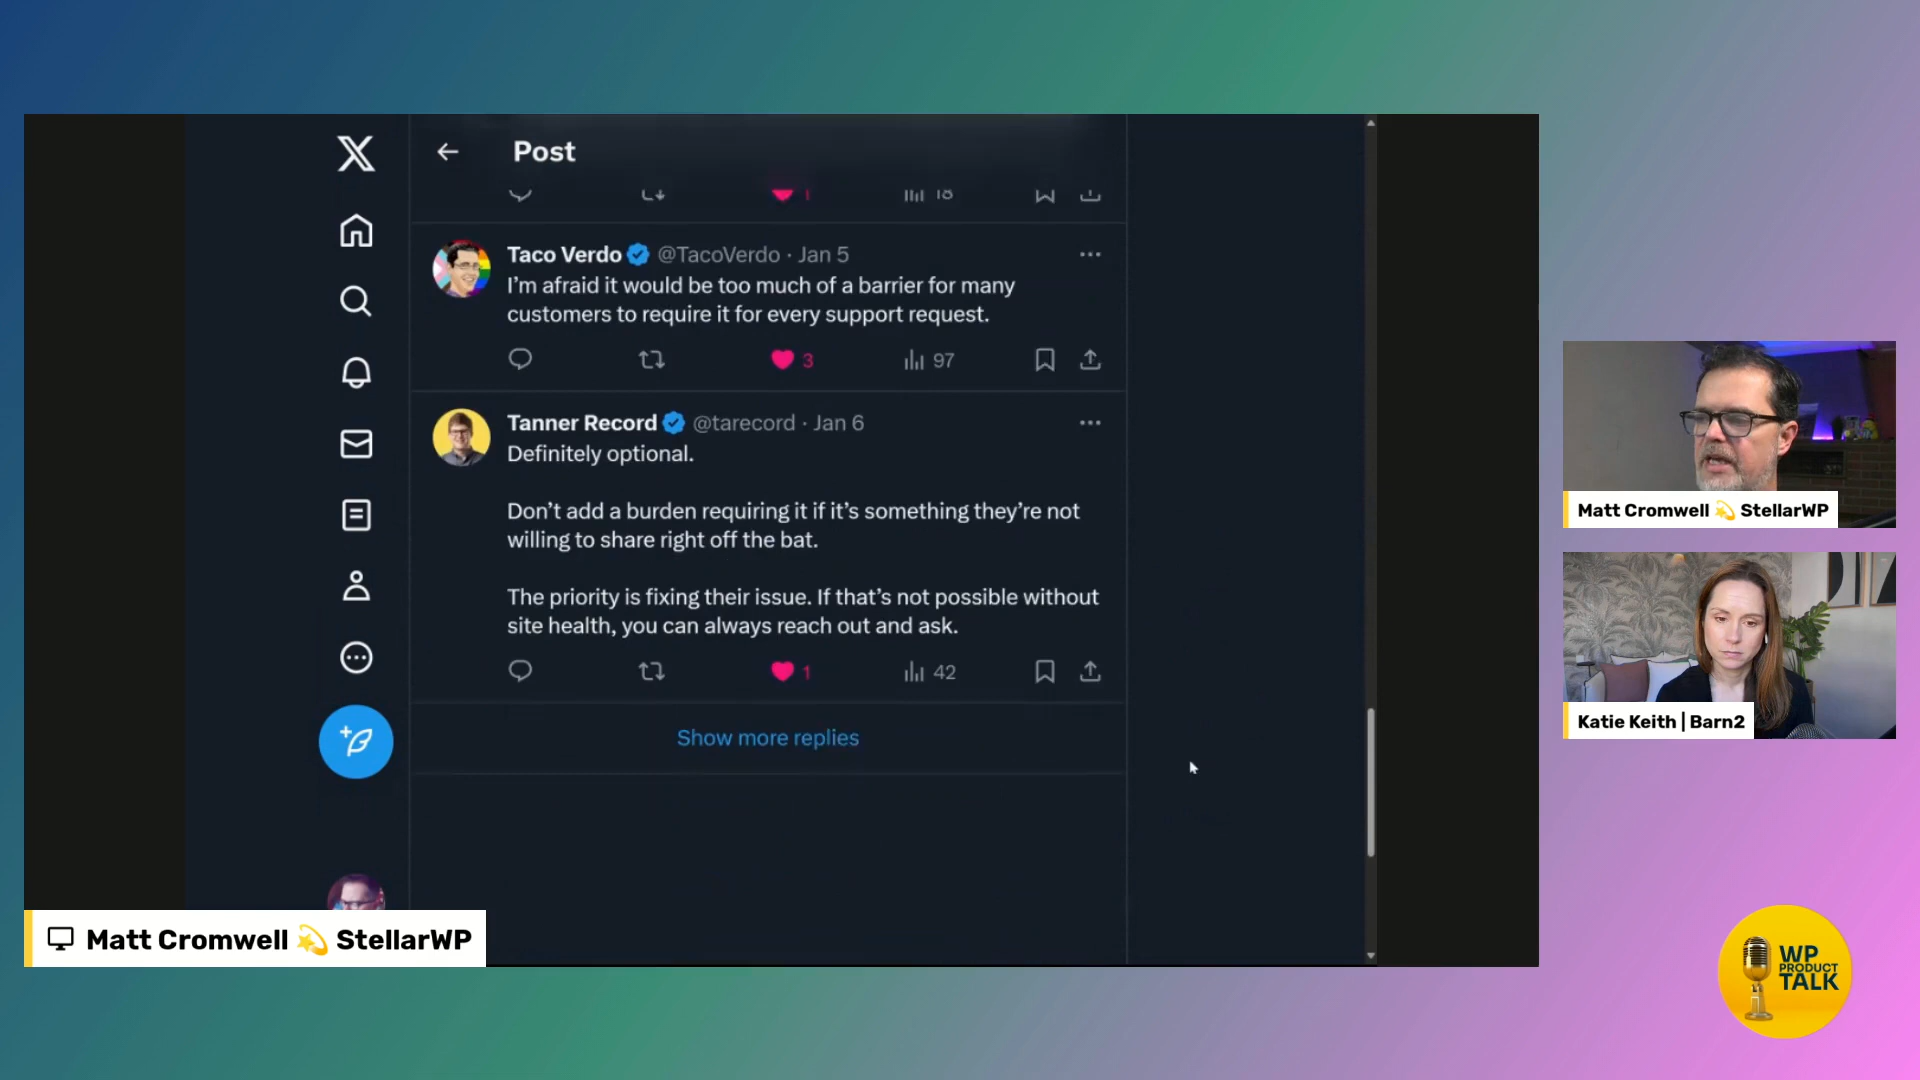 Post
1
18
Taco Verdo @TacoVerdo · Jan 5
I'm afraid it would be too much of a barrier for many
customers to require it for every support request.
3
97
Tanner Record @tarecord · Jan 6
Definitely optional.
Don't add a burden requiring it if it's something they're not
willing to share right off the bat.
The priority is fixing their issue. If that's not possible without
site health, you can always reach out and ask.
1
42
Show more replies
Matt Cromwell 💫 StellarWP
Matt Cromwell 💫 StellarWP
Katie Keith | Barn2
WP
PRODUCT
TALK